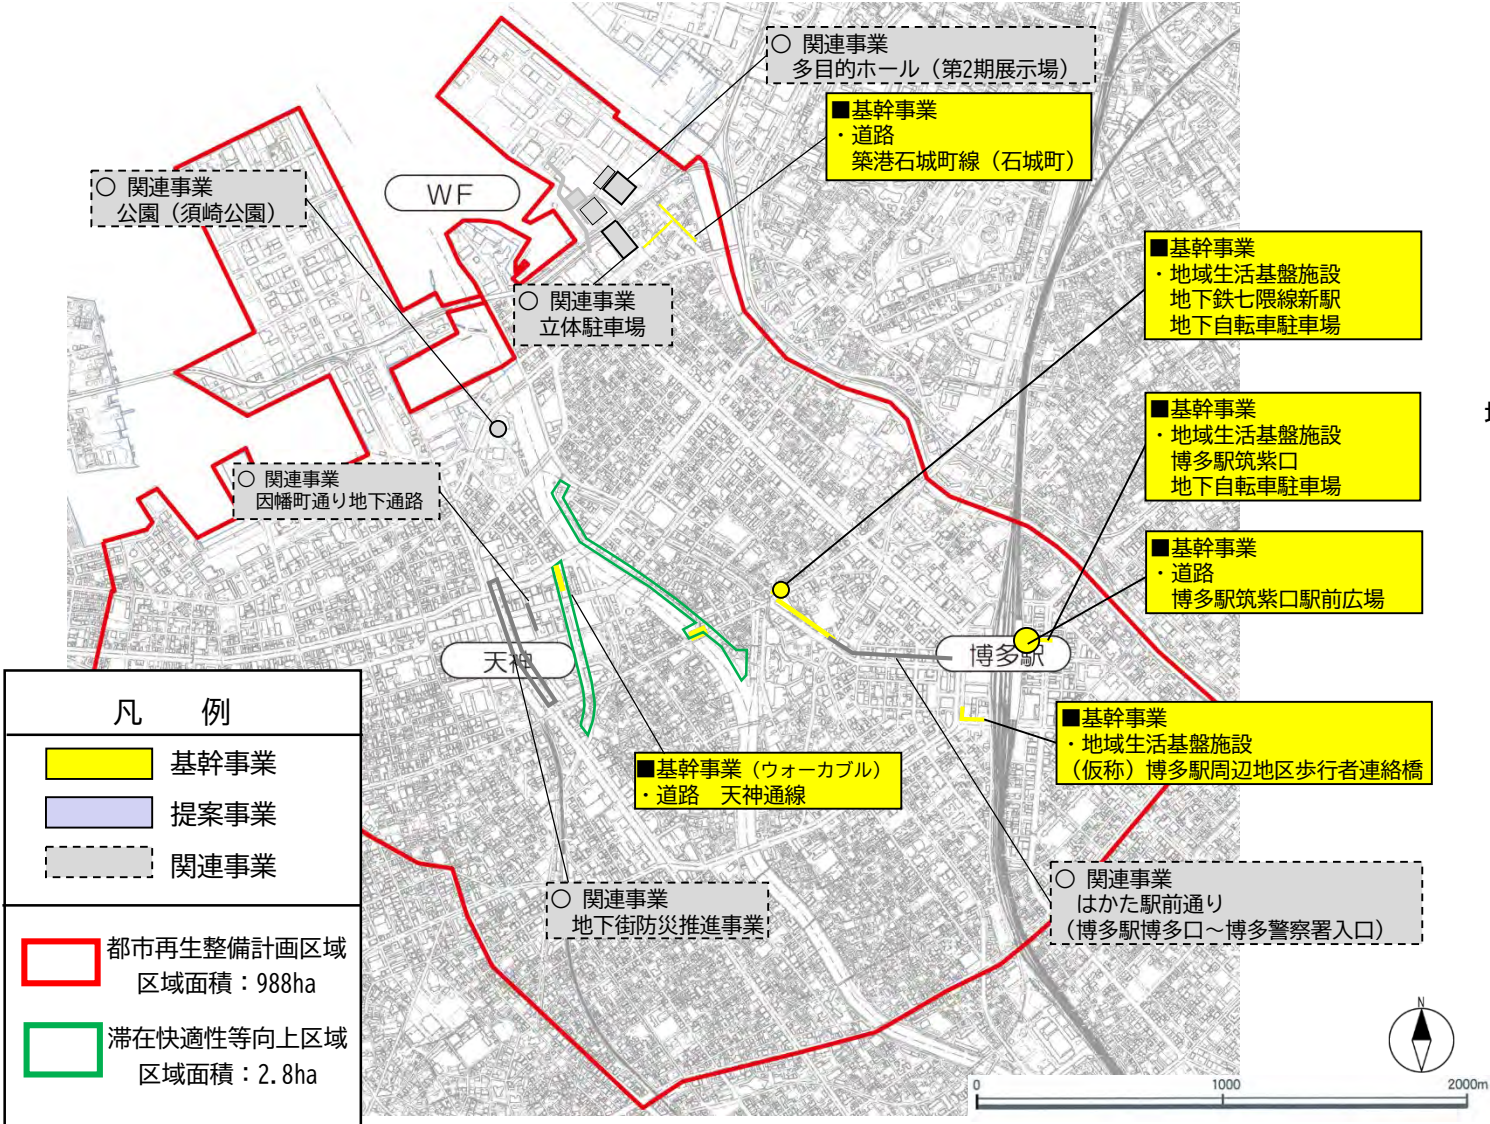 ○ 関連事業
多目的ホール（第2期展示場）
■基幹事業
・道路
築港石城町線（石城町）
○ 関連事業
公園（須崎公園）
WF
■基幹事業
・地域生活基盤施設
地下鉄七隈線新駅
地下自転車駐車場
○ 関連事業
立体駐車場
■基幹事業
・地域生活基盤施設
博多駅筑紫口
地下自転車駐車場
○ 関連事業
因幡町通り地下通路
■基幹事業
・道路
博多駅筑紫口駅前広場
天神
博多駅
■基幹事業
・地域生活基盤施設
（仮称）博多駅周辺地区歩行者連絡橋
■基幹事業（ウォーカブル）
・道路　天神通線
○ 関連事業
はかた駅前通り
（博多駅博多口～博多警察署入口）
○ 関連事業
地下街防災推進事業
凡　例
基幹事業
提案事業
関連事業
都市再生整備計画区域
区域面積：988ha
滞在快適性等向上区域
区域面積：2.8ha
N
0 1000 2000m